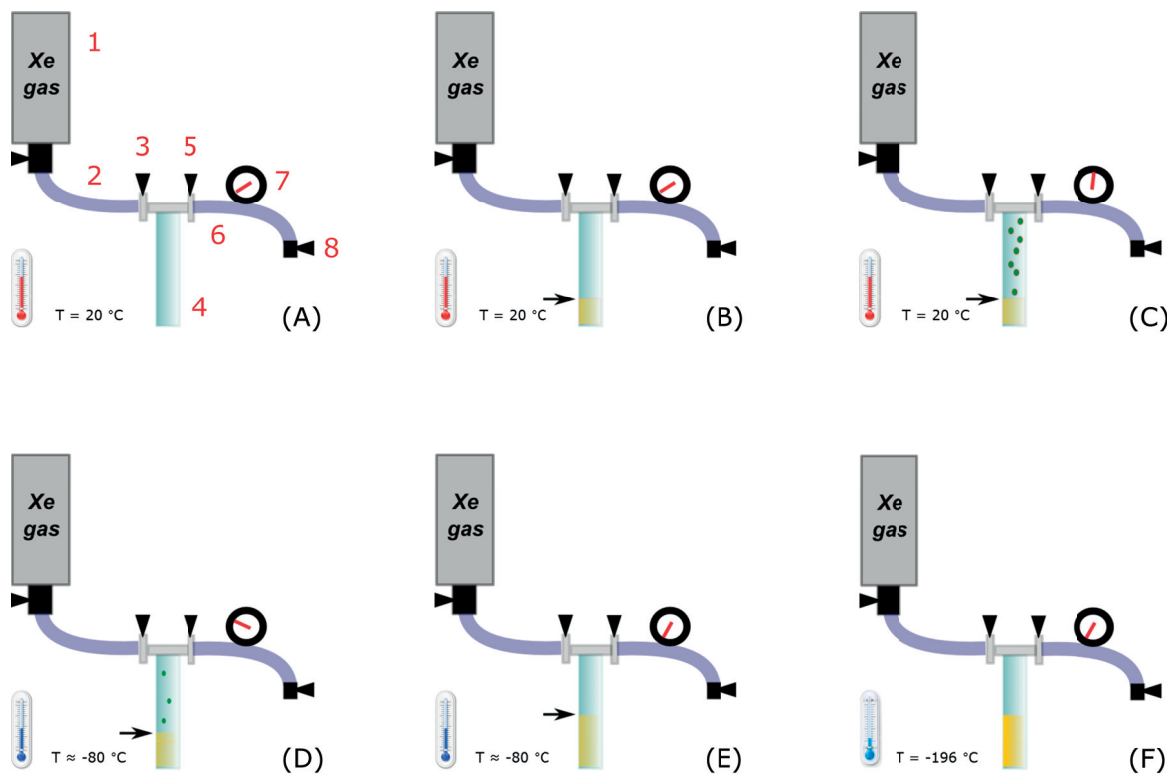 Xe
gas
1
2
3
5
7
6
8
4
T = 20 °C
(A)
Xe
gas
T = 20 °C
(B)
Xe
gas
T = 20 °C
(C)
Xe
gas
T ≈ -80 °C
(D)
Xe
gas
T ≈ -80 °C
(E)
Xe
gas
T = -196 °C
(F)